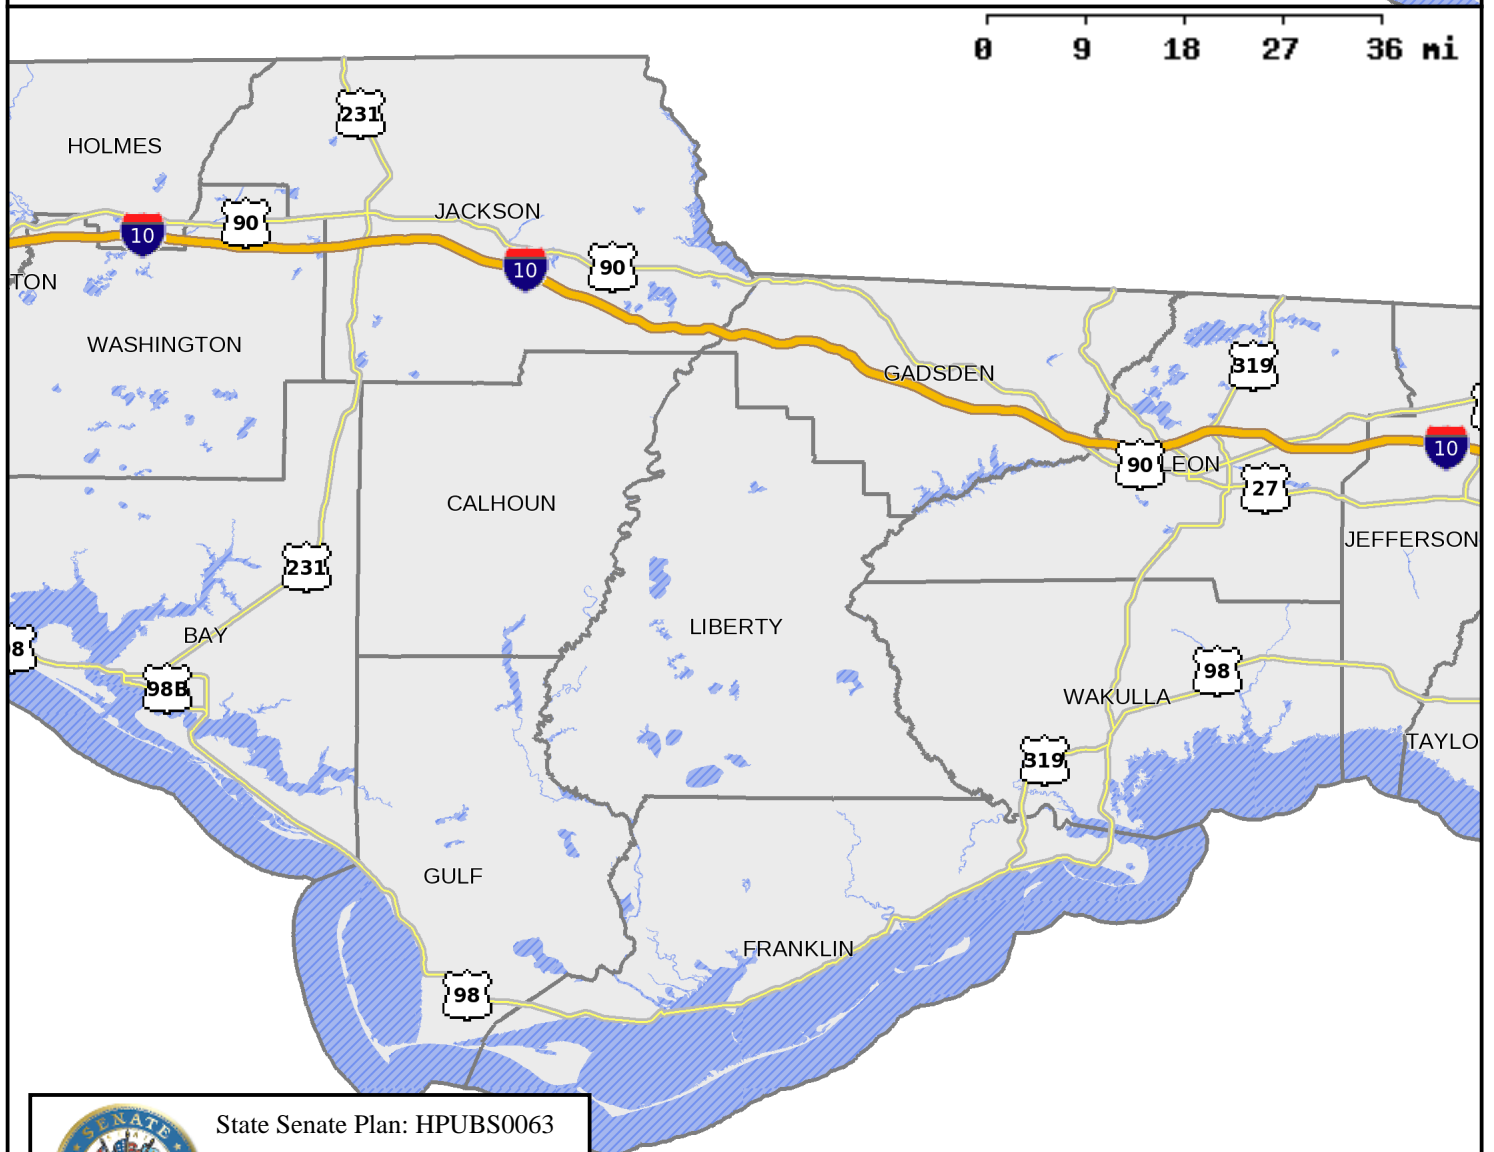 0 9 18 27 36 mi
231
HOLMES
JACKSON
90
10
10
90
TON
WASHINGTON
319
GADSDEN
10
90
LEON
27
CALHOUN
JEFFERSON
231
LIBERTY
BAY
98
98B
WAKULLA
319
TAYLO
GULF
FRANKLIN
98
State Senate Plan: HPUBS0063
SENATE